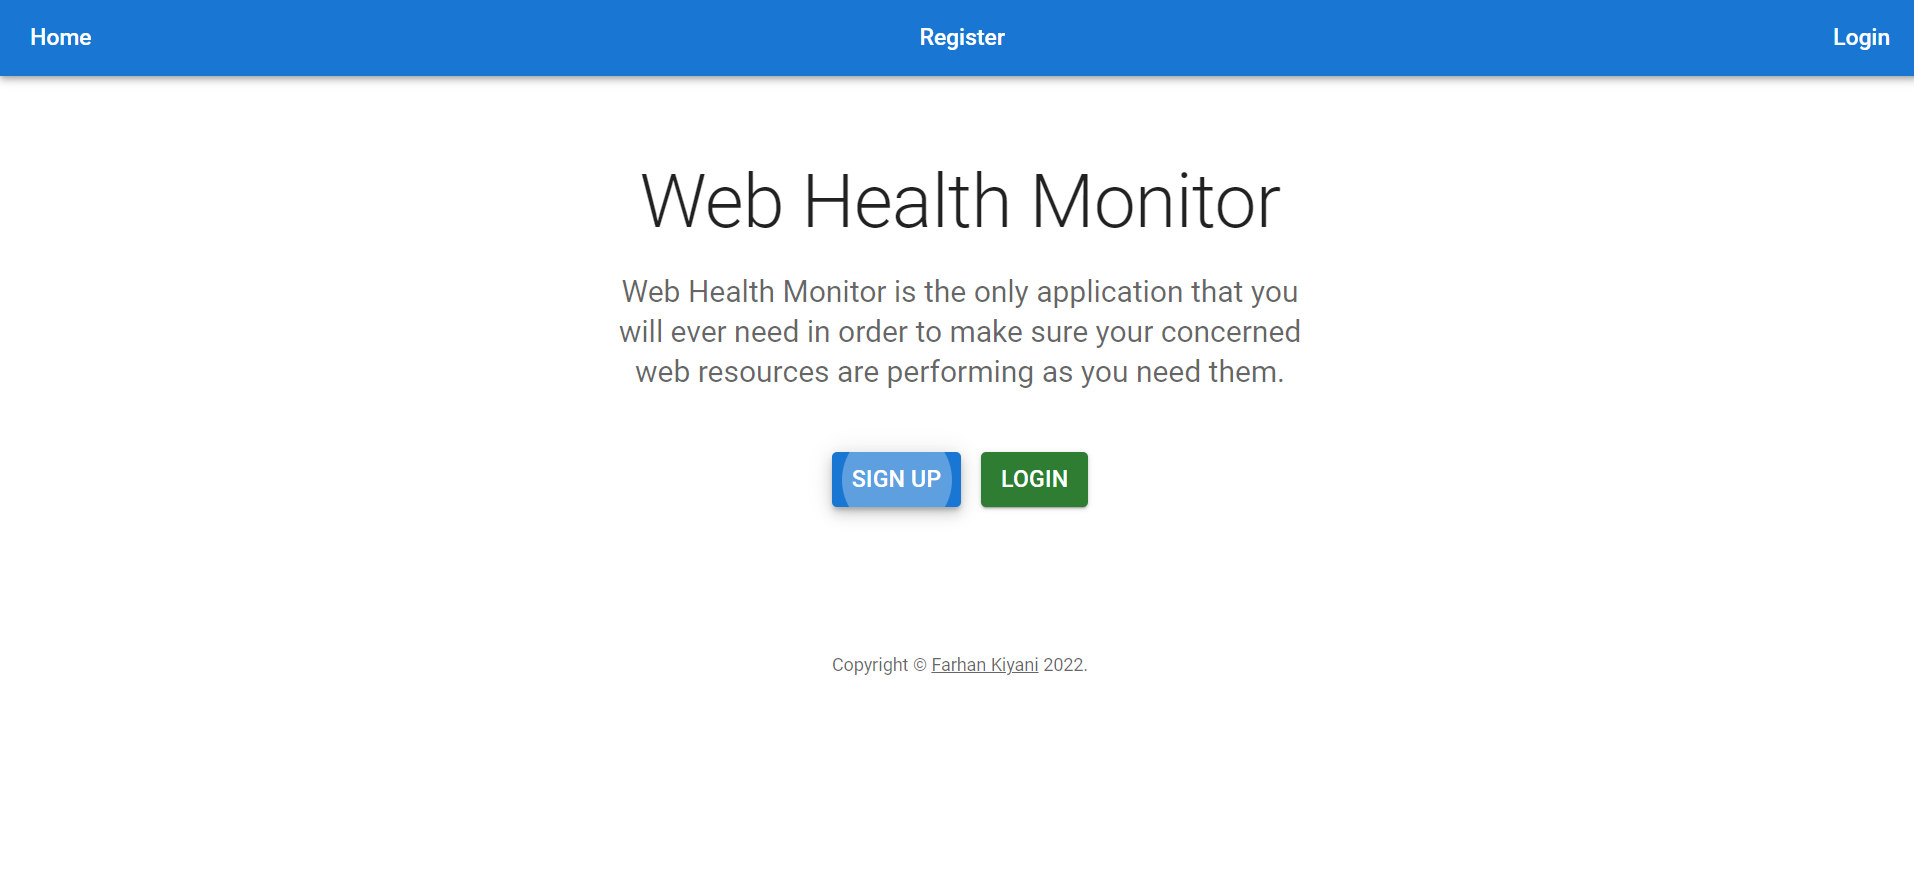 Home
Register
Login
Web Health Monitor
Web Health Monitor is the only application that you
will ever need in order to make sure your concerned
web resources are performing as you need them.
SIGN UP
LOGIN
Copyright © Farhan Kiyani 2022.